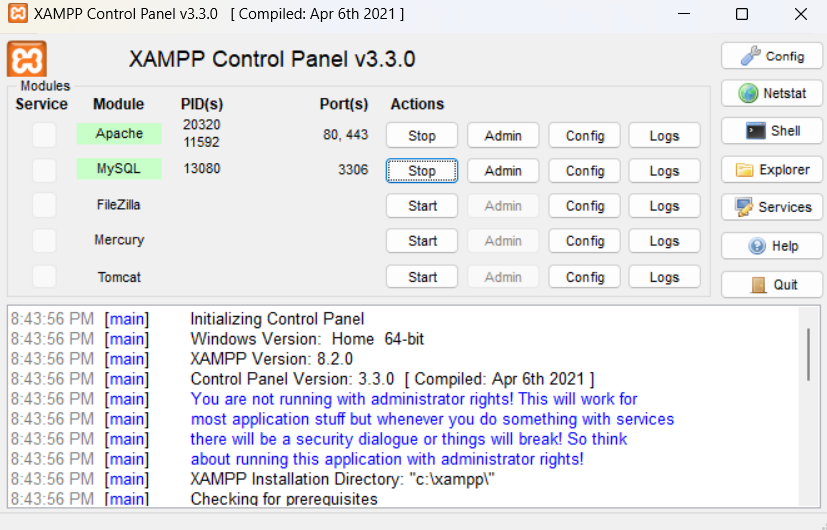 XAMPP Control Panel v3.3.0 [ Compiled: Apr 6th 2021 ]
XAMPP Control Panel v3.3.0
Config
Modules
Service Module PID(s) Port(s) Actions
Netstat
Apache 20320 11592 80, 443 Stop Admin Config Logs
Shell
MySQL 13080 3306 Stop Admin Config Logs
Explorer
FileZilla Start Admin Config Logs
Services
Mercury Start Admin Config Logs
Help
Tomcat Start Admin Config Logs
Quit
8:43:56 PM [main] Initializing Control Panel
8:43:56 PM [main] Windows Version: Home 64-bit
8:43:56 PM [main] XAMPP Version: 8.2.0
8:43:56 PM [main] Control Panel Version: 3.3.0 [ Compiled: Apr 6th 2021 ]
8:43:56 PM [main] You are not running with administrator rights! This will work for
8:43:56 PM [main] most application stuff but whenever you do something with services
8:43:56 PM [main] there will be a security dialogue or things will break! So think
8:43:56 PM [main] about running this application with administrator rights!
8:43:56 PM [main] XAMPP Installation Directory: "c:\xampp\"
8:43:56 PM [main] Checking for prerequisites